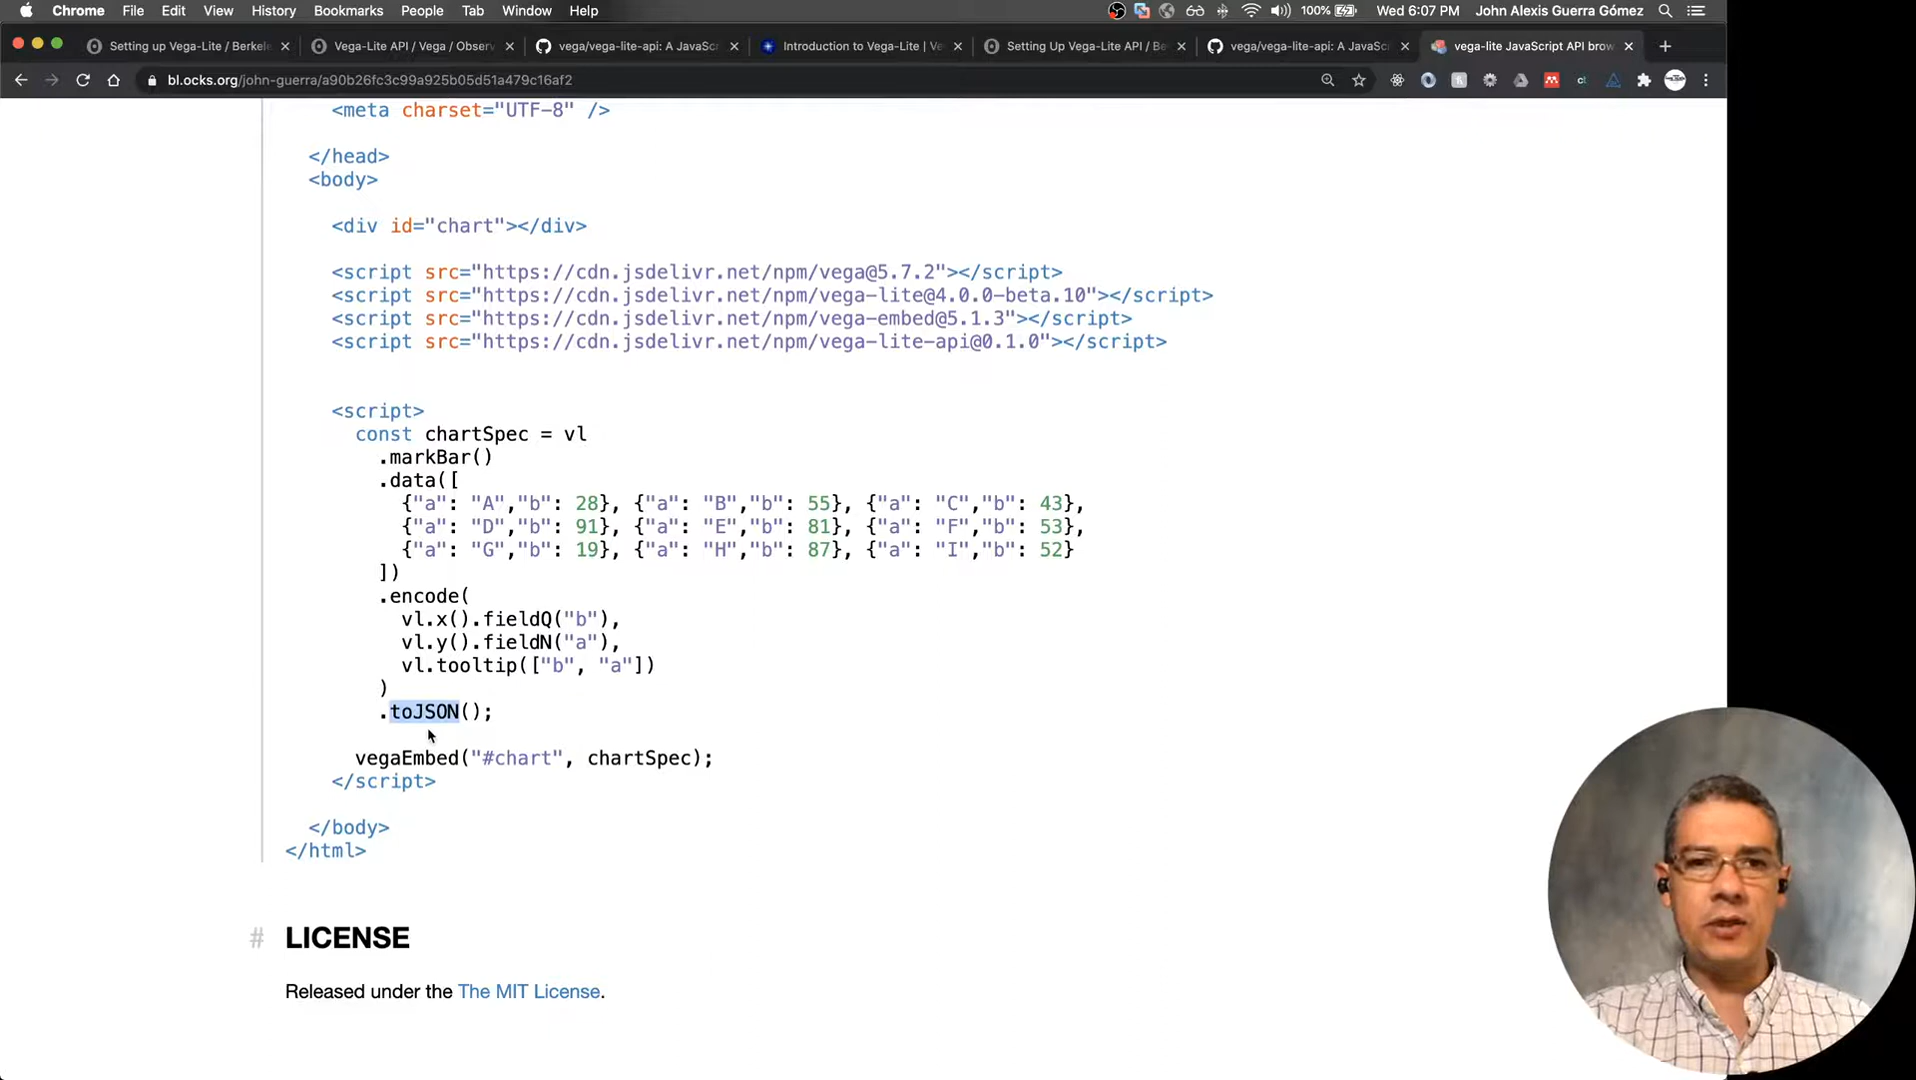 Chrome File Edit View History Bookmarks People Tab Window Help 100% Wed 6:07 PM John Alexis Guerra Gómez
Setting up Vega-Lite / Berkele Vega-Lite API / Vega / Observ vega/vega-lite-api: A JavaScr Introduction to Vega-Lite | Ve Setting Up Vega-Lite API / Be vega/vega-lite-api: A JavaScr vega-lite JavaScript API brow
bl.ocks.org/john-guerra/a90b26fc3c99a925b05d51a479c16af2
<meta charset="UTF-8" />
</head>
<body>
<div id="chart"></div>
<script src="https://cdn.jsdelivr.net/npm/vega@5.7.2"></script>
<script src="https://cdn.jsdelivr.net/npm/vega-lite@4.0.0-beta.10"></script>
<script src="https://cdn.jsdelivr.net/npm/vega-embed@5.1.3"></script>
<script src="https://cdn.jsdelivr.net/npm/vega-lite-api@0.1.0"></script>
<script>
const chartSpec = vl
.markBar()
.data([
{"a": "A","b": 28}, {"a": "B","b": 55}, {"a": "C","b": 43},
{"a": "D","b": 91}, {"a": "E","b": 81}, {"a": "F","b": 53},
{"a": "G","b": 19}, {"a": "H","b": 87}, {"a": "I","b": 52}
])
.encode(
vl.x().fieldQ("b"),
vl.y().fieldN("a"),
vl.tooltip(["b", "a"])
)
.toJSON();
vegaEmbed("#chart", chartSpec);
</script>
</body>
</html>
# LICENSE
Released under the The MIT License.